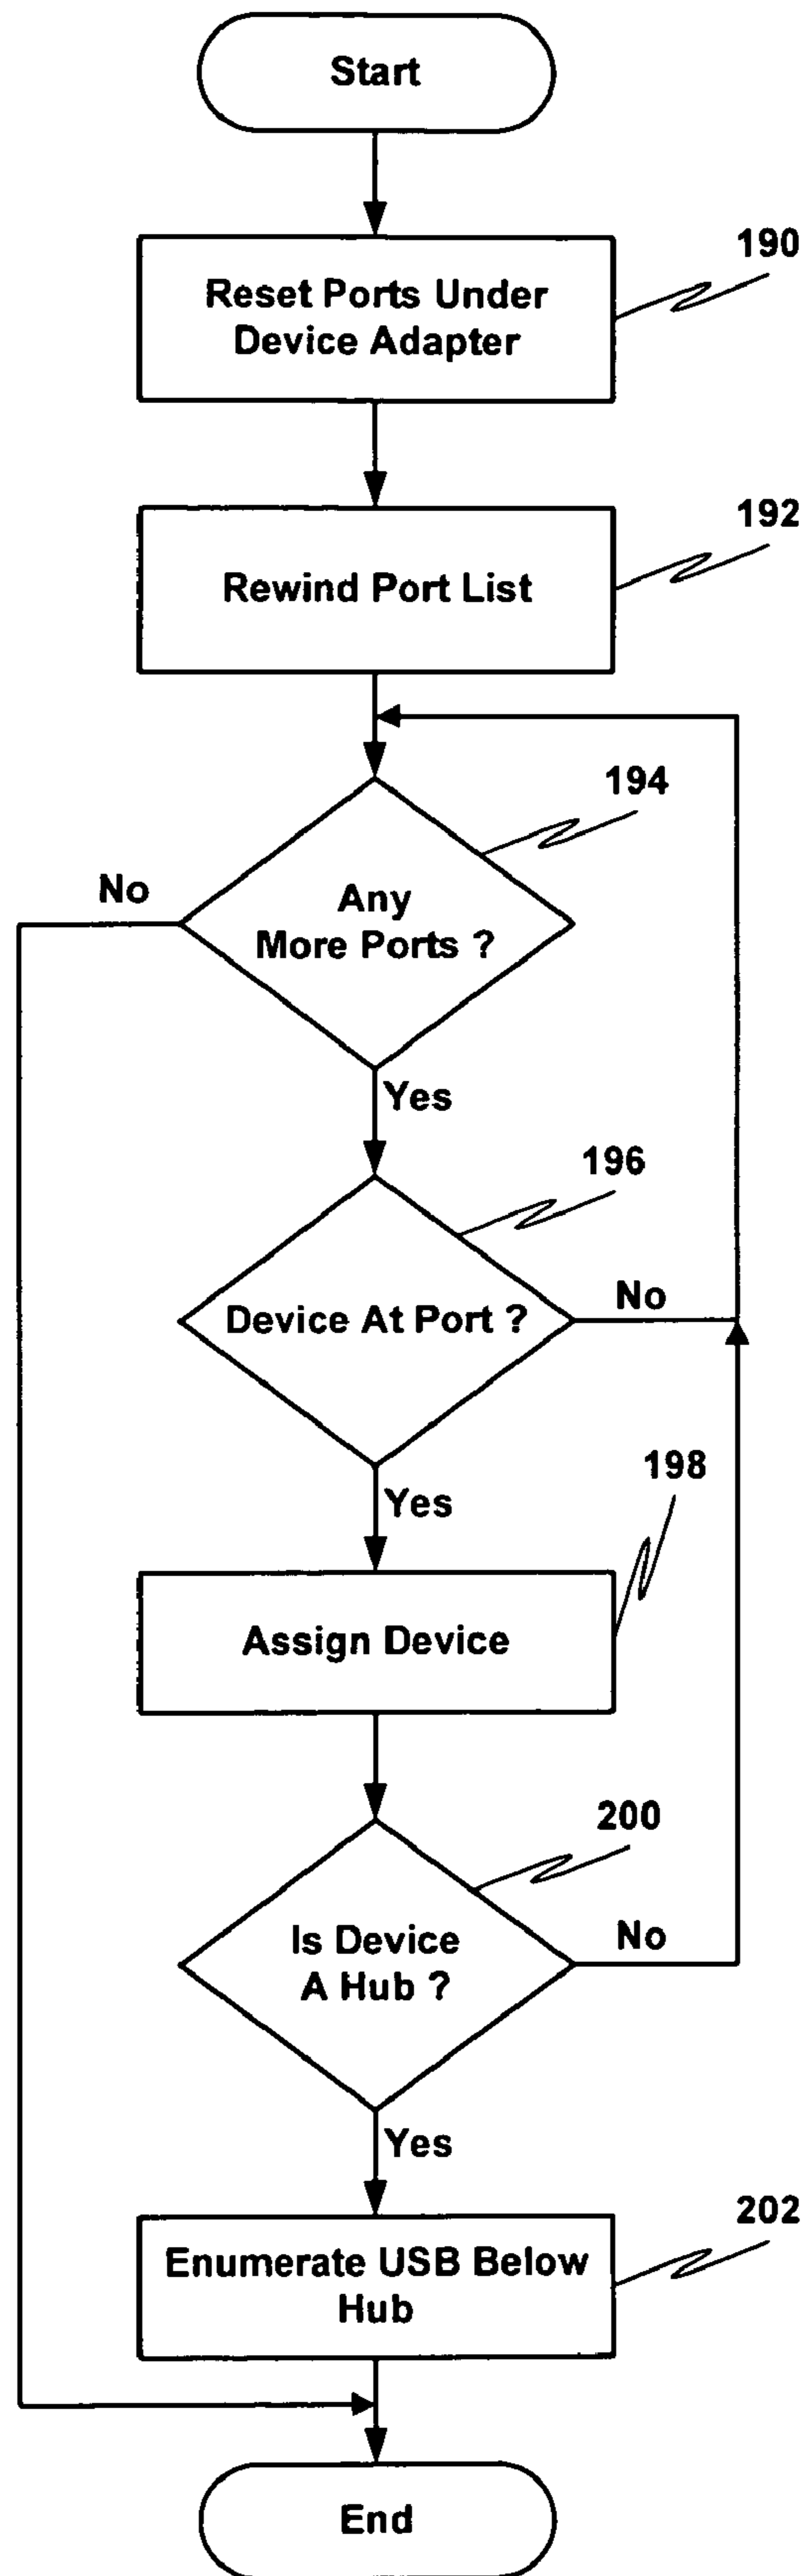 Start
190
Reset Ports Under
Device Adapter
192
Rewind Port List
194
No
Any
More Ports ?
Yes
196
Device At Port ?
No
198
Yes
Assign Device
200
Is Device
A Hub ?
No
Yes
202
Enumerate USB Below
Hub
End